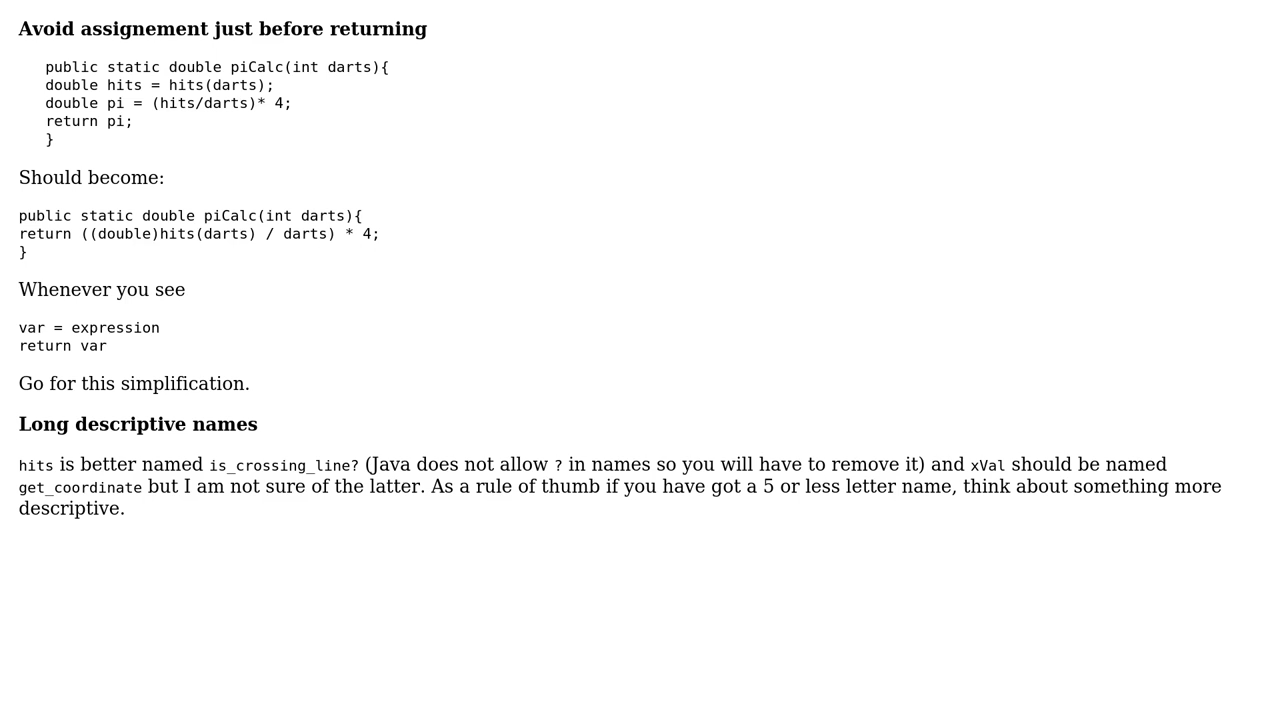 Avoid assignement just before returning
public static double piCalc(int darts){
double hits = hits(darts);
double pi = (hits/darts)* 4;
return pi;
}
Should become:
public static double piCalc(int darts){
return ((double)hits(darts) / darts) * 4;
}
Whenever you see
var = expression
return var
Go for this simplification.
Long descriptive names
hits is better named is_crossing_line? (Java does not allow ? in names so you will have to remove it) and xVal should be named
get_coordinate but I am not sure of the latter. As a rule of thumb if you have got a 5 or less letter name, think about something more
descriptive.